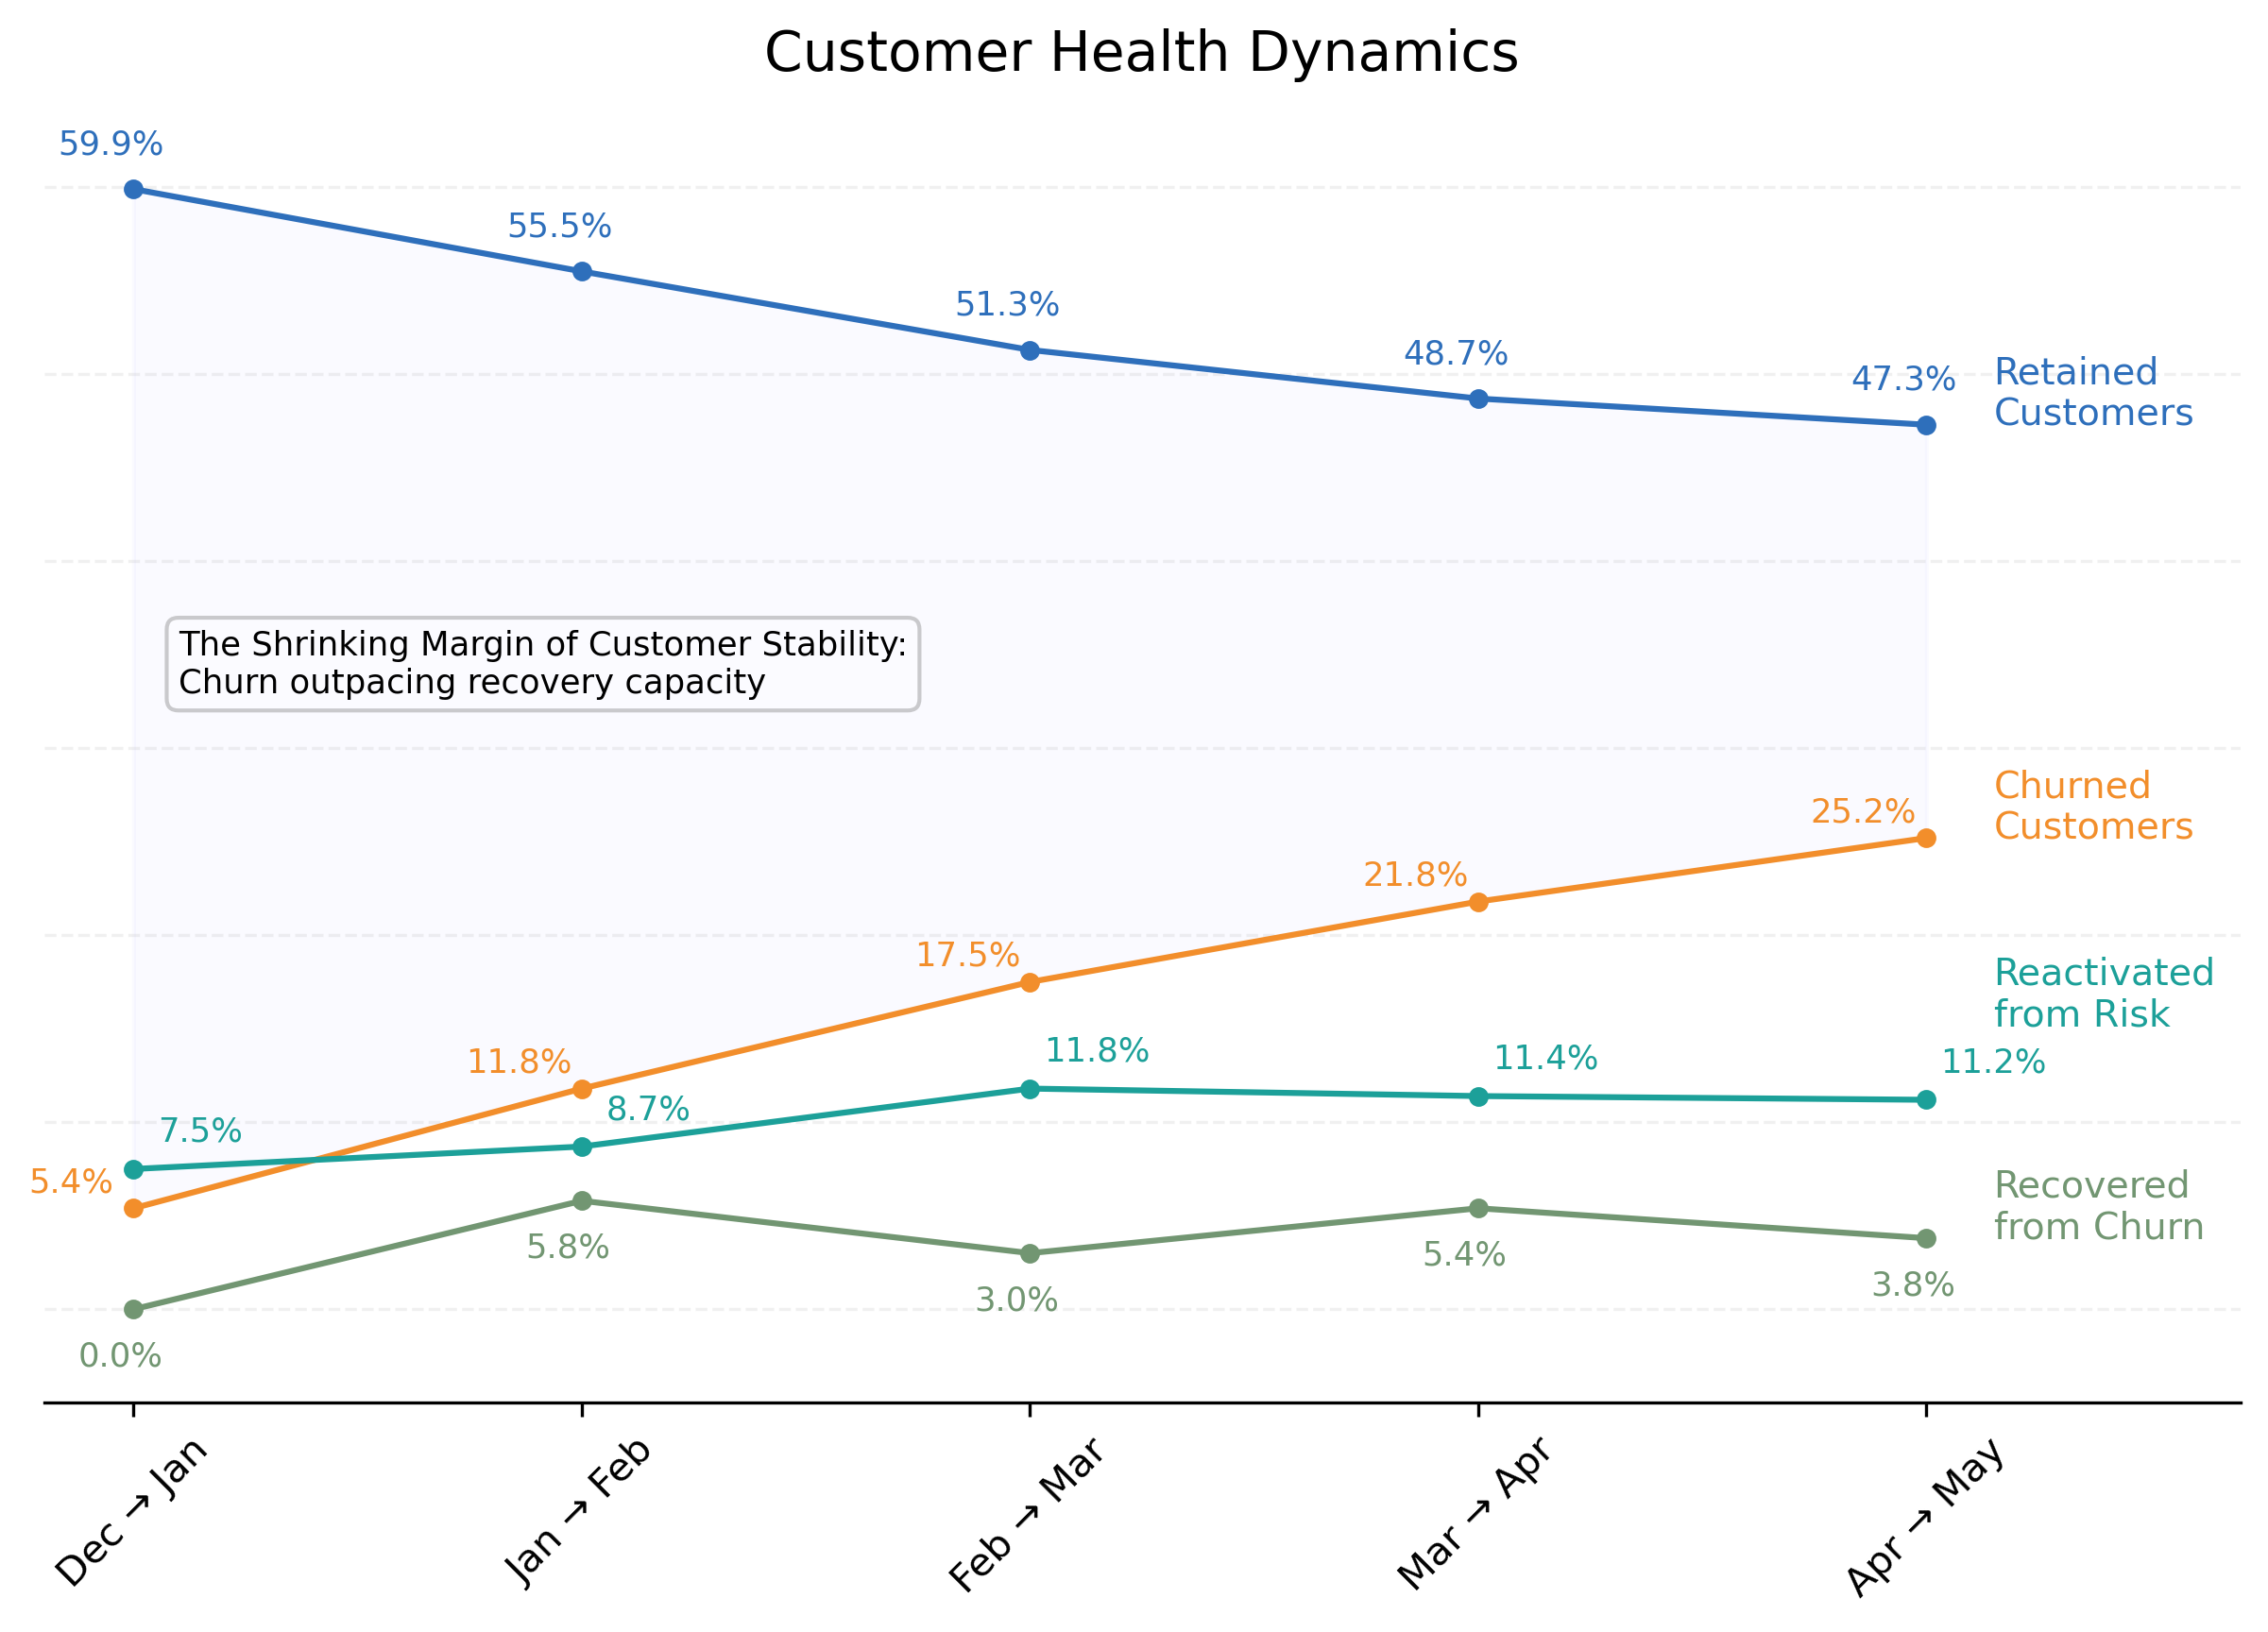 Customer Health Dynamics
59.9%
55.5%
51.3%
48.7%
47.3%
Retained
Customers
The Shrinking Margin of Customer Stability:
Churn outpacing recovery capacity
Churned
Customers
25.2%
21.8%
17.5%
11.8%
5.4%
Reactivated
from Risk
7.5%
8.7%
11.8%
11.4%
11.2%
Recovered
from Churn
0.0%
5.8%
3.0%
5.4%
3.8%
Dec → Jan
Jan → Feb
Feb → Mar
Mar → Apr
Apr → May